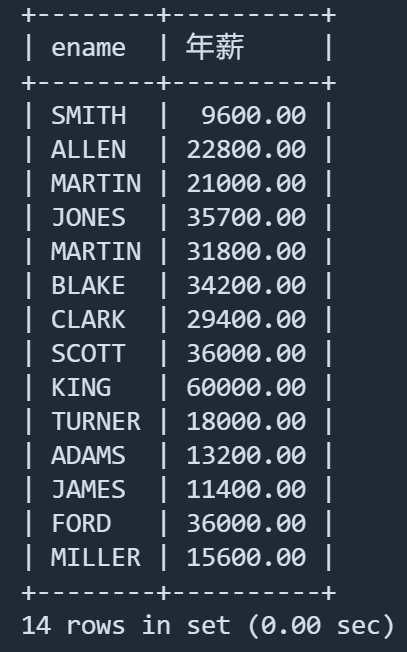 +--------+----------+
| ename  | 年薪     |
+--------+----------+
| SMITH  |  9600.00 |
| ALLEN  | 22800.00 |
| MARTIN | 21000.00 |
| JONES  | 35700.00 |
| MARTIN | 31800.00 |
| BLAKE  | 34200.00 |
| CLARK  | 29400.00 |
| SCOTT  | 36000.00 |
| KING   | 60000.00 |
| TURNER | 18000.00 |
| ADAMS  | 13200.00 |
| JAMES  | 11400.00 |
| FORD   | 36000.00 |
| MILLER | 15600.00 |
+--------+----------+
14 rows in set (0.00 sec)